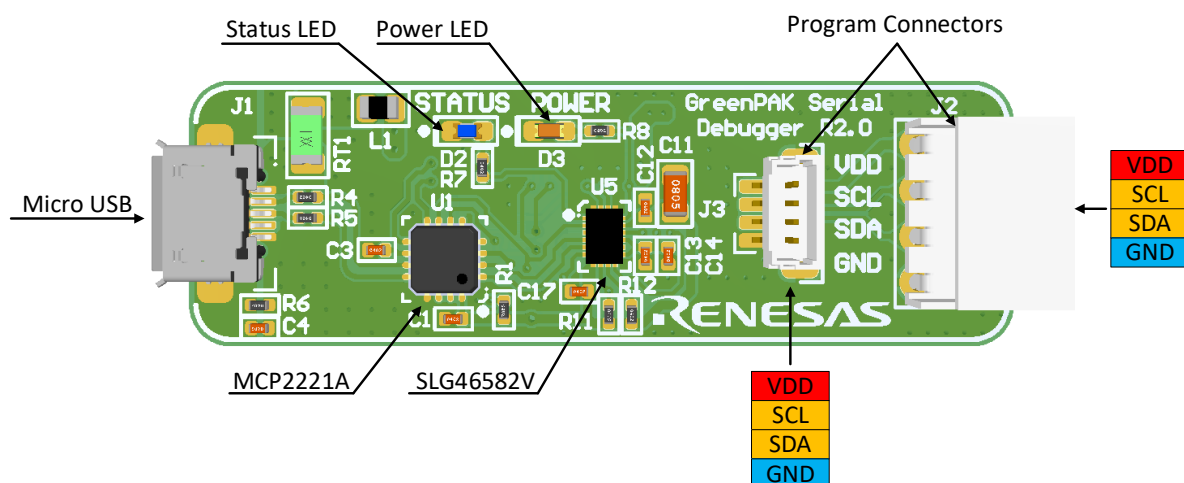 Status LED
Power LED
Program Connectors
J1
STATUS
POWER
GreenPAK Serial
Debugger R2.0
J2
L1
RT1
D2
D3
R8
R7
C12
C11
VDD
SCL
SDA
GND
Micro USB
R4
R5
U1
U5
0805
J3
C3
R1
C13
C14
R6
C4
C1
C17
R11
R12
RENESAS
VDD
SCL
SDA
GND
MCP2221A
SLG46582V
VDD
SCL
SDA
GND